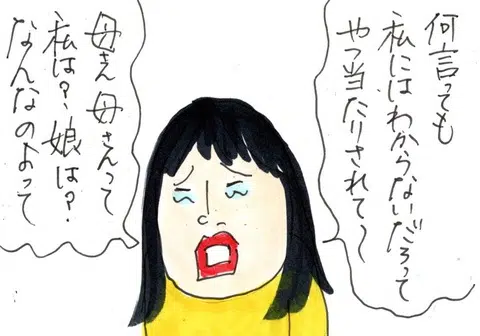 何言っても
私にはわからないだろって
やつ当たりされて〜
母さん 母さんって
私は？、娘は？
なんなのよって